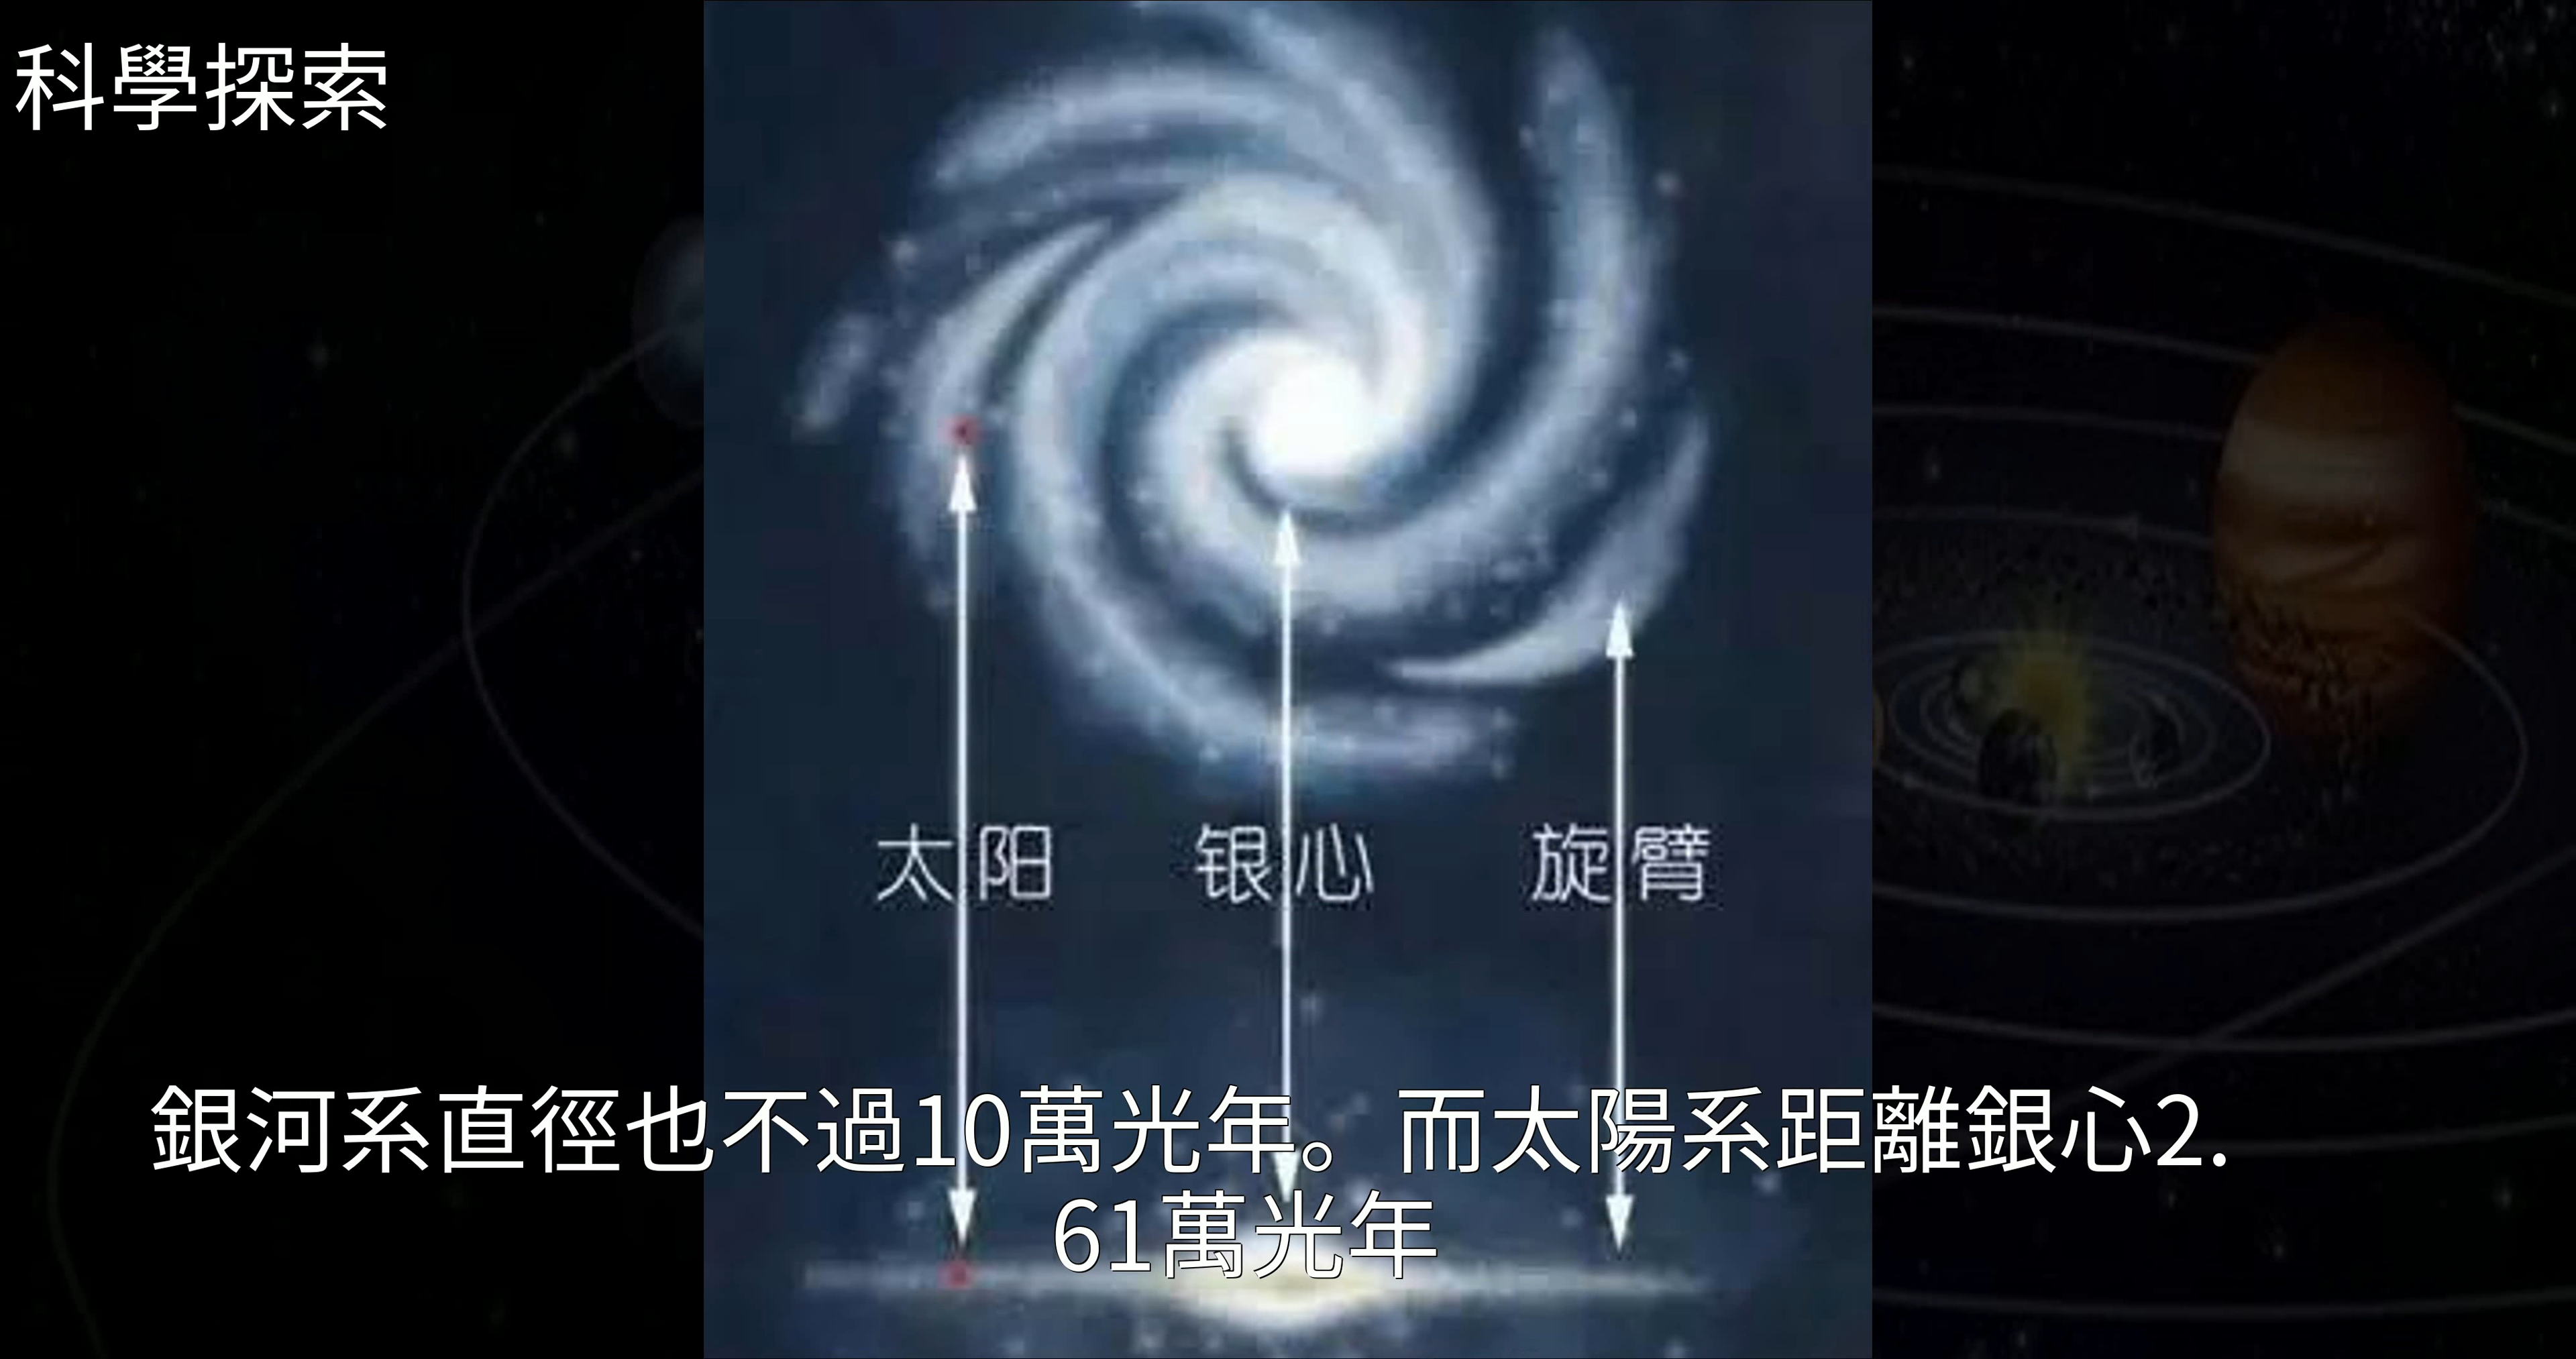 科學探索
太阳
银心
旋臂
銀河系直徑也不過10萬光年。而太陽系距離銀心2.
61萬光年